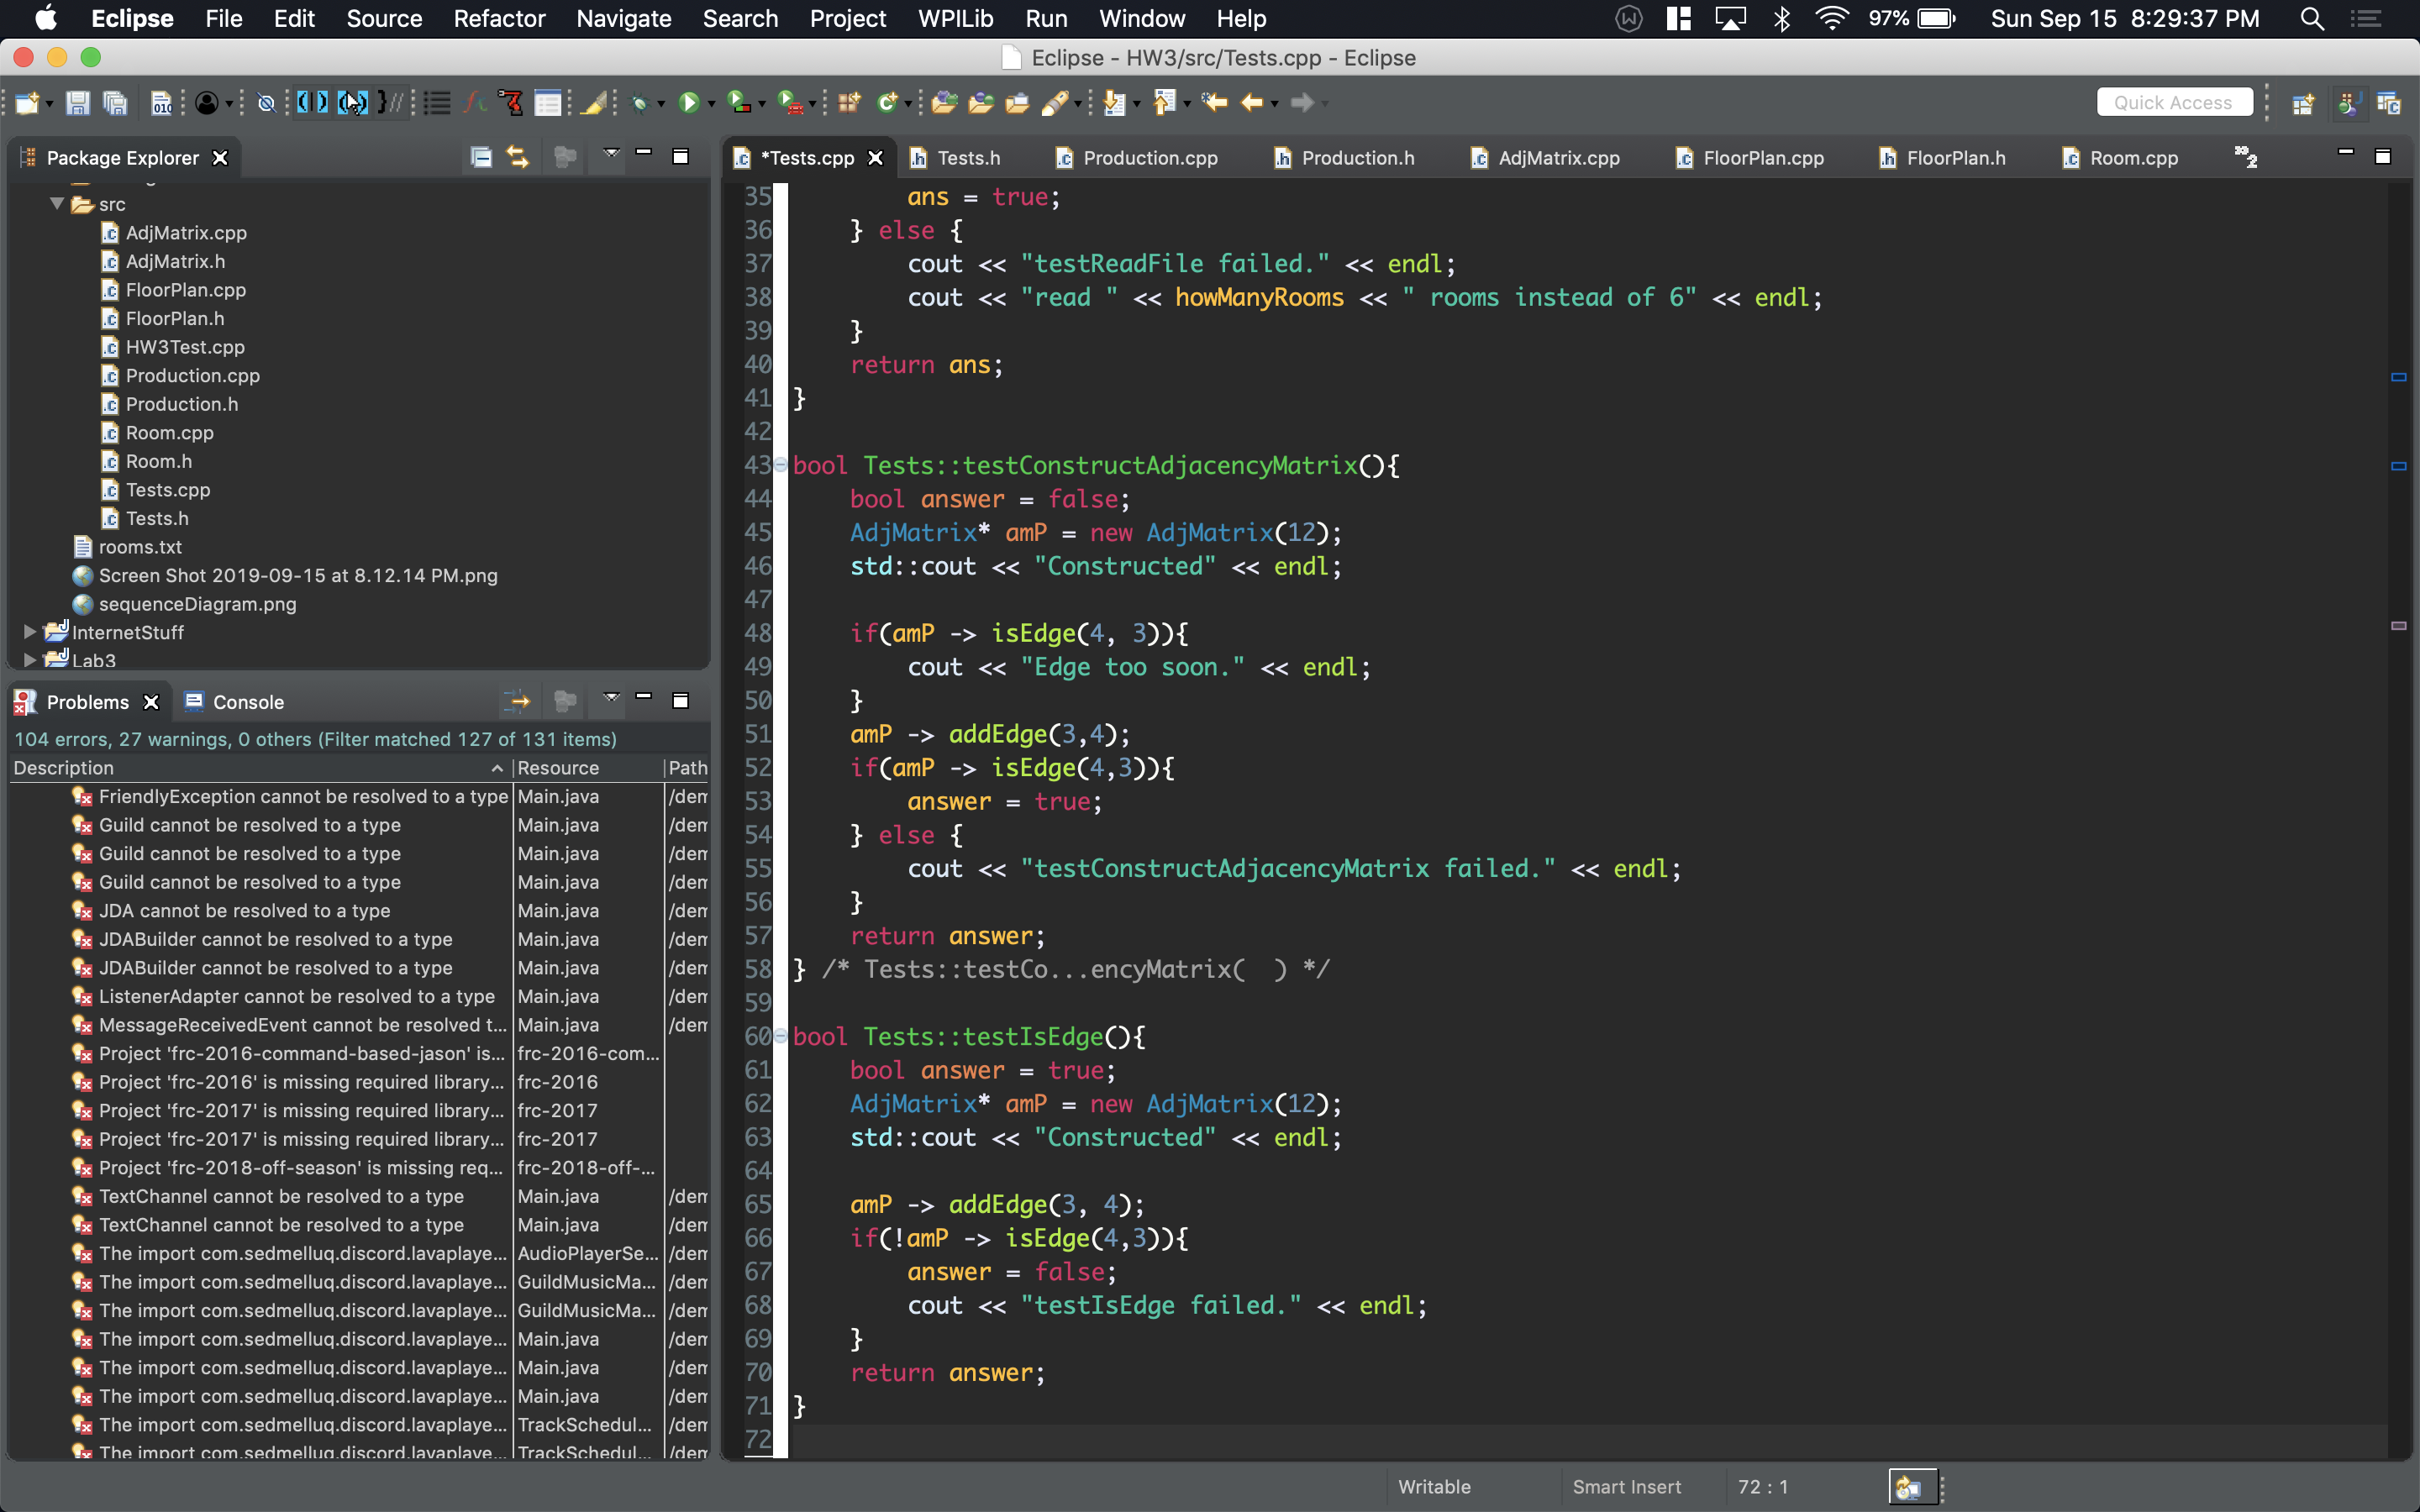 Eclipse File Edit Source Refactor Navigate Search Project WPILib Run Window Help 97% Sun Sep 15 8:29:37 PM
Eclipse - HW3/src/Tests.cpp - Eclipse
Quick Access
Package Explorer
src
AdjMatrix.cpp
AdjMatrix.h
FloorPlan.cpp
FloorPlan.h
HW3Test.cpp
Production.cpp
Production.h
Room.cpp
Room.h
Tests.cpp
Tests.h
rooms.txt
Screen Shot 2019-09-15 at 8.12.14 PM.png
sequenceDiagram.png
InternetStuff
Lab3
Problems Console
104 errors, 27 warnings, 0 others (Filter matched 127 of 131 items)
Description Resource Path
FriendlyException cannot be resolved to a type Main.java /dem
Guild cannot be resolved to a type Main.java /dem
Guild cannot be resolved to a type Main.java /dem
Guild cannot be resolved to a type Main.java /dem
JDA cannot be resolved to a type Main.java /dem
JDABuilder cannot be resolved to a type Main.java /dem
JDABuilder cannot be resolved to a type Main.java /dem
ListenerAdapter cannot be resolved to a type Main.java /dem
MessageReceivedEvent cannot be resolved t... Main.java /dem
Project 'frc-2016-command-based-jason' is... frc-2016-com...
Project 'frc-2016' is missing required library... frc-2016
Project 'frc-2017' is missing required library... frc-2017
Project 'frc-2017' is missing required library... frc-2017
Project 'frc-2018-off-season' is missing req... frc-2018-off-...
TextChannel cannot be resolved to a type Main.java /dem
TextChannel cannot be resolved to a type Main.java /dem
The import com.sedmelluq.discord.lavaplaye... AudioPlayerSe... /dem
The import com.sedmelluq.discord.lavaplaye... GuildMusicMa... /dem
The import com.sedmelluq.discord.lavaplaye... GuildMusicMa... /dem
The import com.sedmelluq.discord.lavaplaye... Main.java /dem
The import com.sedmelluq.discord.lavaplaye... Main.java /dem
The import com.sedmelluq.discord.lavaplaye... Main.java /dem
The import com.sedmelluq.discord.lavaplaye... TrackSchedul... /dem
The import com.sedmelluq.discord.lavaplaye... TrackSchedul... /dem
*Tests.cpp Tests.h Production.cpp Production.h AdjMatrix.cpp FloorPlan.cpp FloorPlan.h Room.cpp 2
35 ans = true;
36 } else {
37 cout << "testReadFile failed." << endl;
38 cout << "read " << howManyRooms << " rooms instead of 6" << endl;
39 }
40 return ans;
41 }
42
43 bool Tests::testConstructAdjacencyMatrix(){
44 bool answer = false;
45 AdjMatrix* amP = new AdjMatrix(12);
46 std::cout << "Constructed" << endl;
47
48 if(amP -> isEdge(4, 3)){
49 cout << "Edge too soon." << endl;
50 }
51 amP -> addEdge(3,4);
52 if(amP -> isEdge(4,3)){
53 answer = true;
54 } else {
55 cout << "testConstructAdjacencyMatrix failed." << endl;
56 }
57 return answer;
58 } /* Tests::testCo...encyMatrix( ) */
59
60 bool Tests::testIsEdge(){
61 bool answer = true;
62 AdjMatrix* amP = new AdjMatrix(12);
63 std::cout << "Constructed" << endl;
64
65 amP -> addEdge(3, 4);
66 if(!amP -> isEdge(4,3)){
67 answer = false;
68 cout << "testIsEdge failed." << endl;
69 }
70 return answer;
71 }
72
Writable Smart Insert 72 : 1